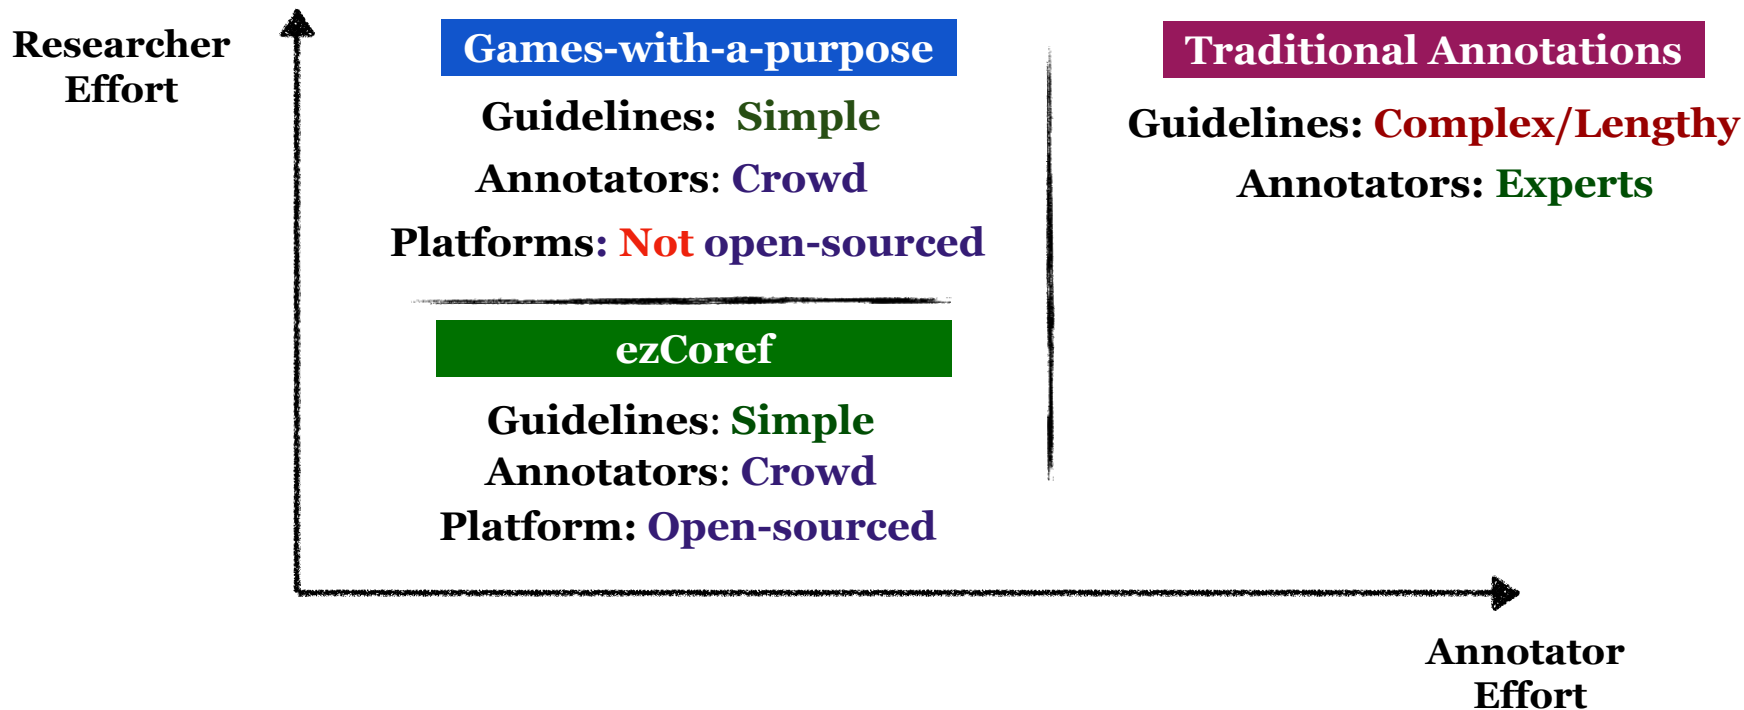 Researcher
Effort
Games-with-a-purpose
Guidelines: Simple
Annotators: Crowd
Platforms: Not open-sourced
Traditional Annotations
Guidelines: Complex/Lengthy
Annotators: Experts
ezCoref
Guidelines: Simple
Annotators: Crowd
Platform: Open-sourced
Annotator
Effort